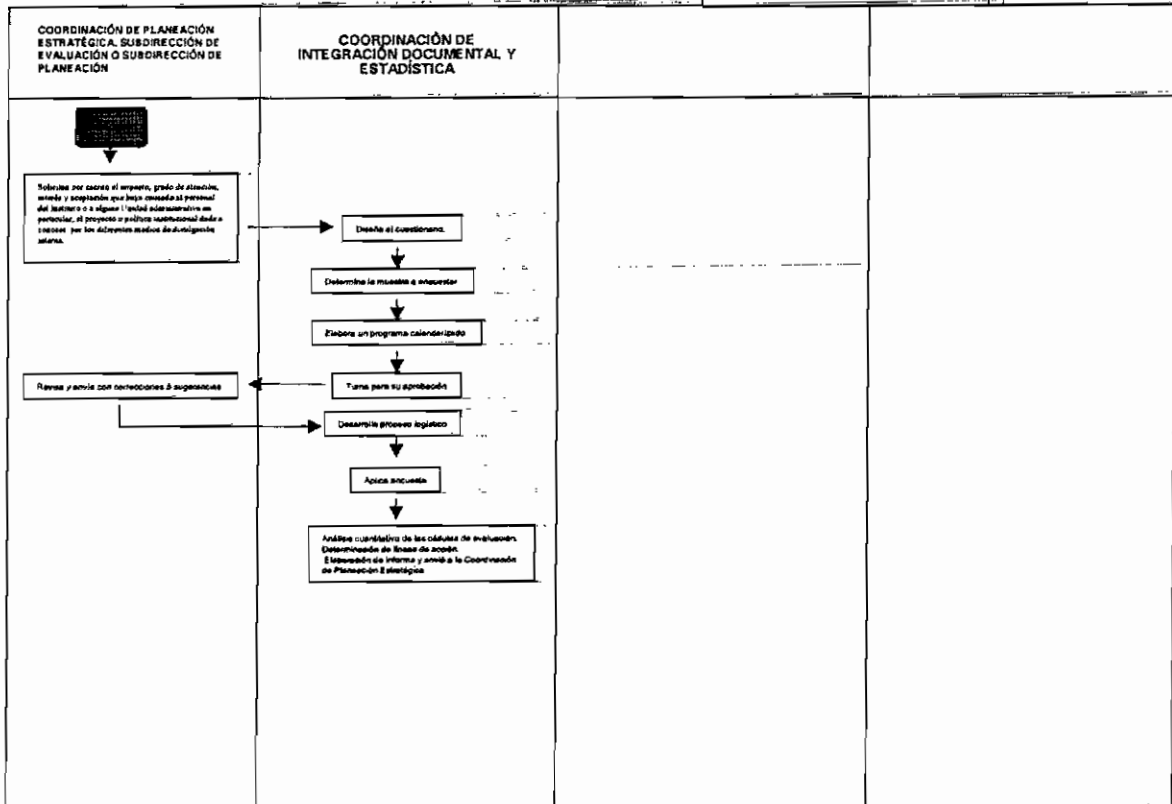 COORDINACIÓN DE PLANEACIÓN
ESTRATÉGICA, SUBDIRECCIÓN DE
EVALUACIÓN O SUBDIRECCIÓN DE
PLANEACIÓN
COORDINACIÓN DE
INTEGRACIÓN DOCUMENTAL Y
ESTADÍSTICA
Solicitan por escrito el impacto, grado de atención,
interés y aceptación que haya causado al personal
del Instituto o a alguna Unidad administrativa en
particular, el proyecto o política institucional dada a
conocer por los diferentes medios de divulgación
interna.
Diseña el cuestionario.
Determina la muestra a encuestar
Elabora un programa calendarizado
Turna para su aprobación
Revisa y envía con correcciones ó sugerencias
Desarrolla proceso logístico
Aplica encuesta
Análisis cuantitativo de las cédulas de evaluación.
Determinación de líneas de acción.
Elaboración de informe y envió a la Coordinación
de Planeación Estratégica